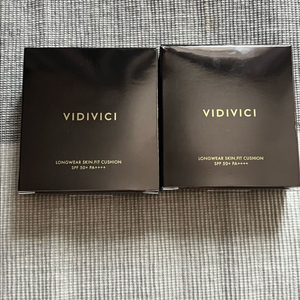 VIDIVICI
LONGWEAR SKIN.FIT CUSHION
SPF 50+ PA++++
VIDIVICI
LONGWEAR SKIN.FIT CUSHION
SPF 50+ PA++++